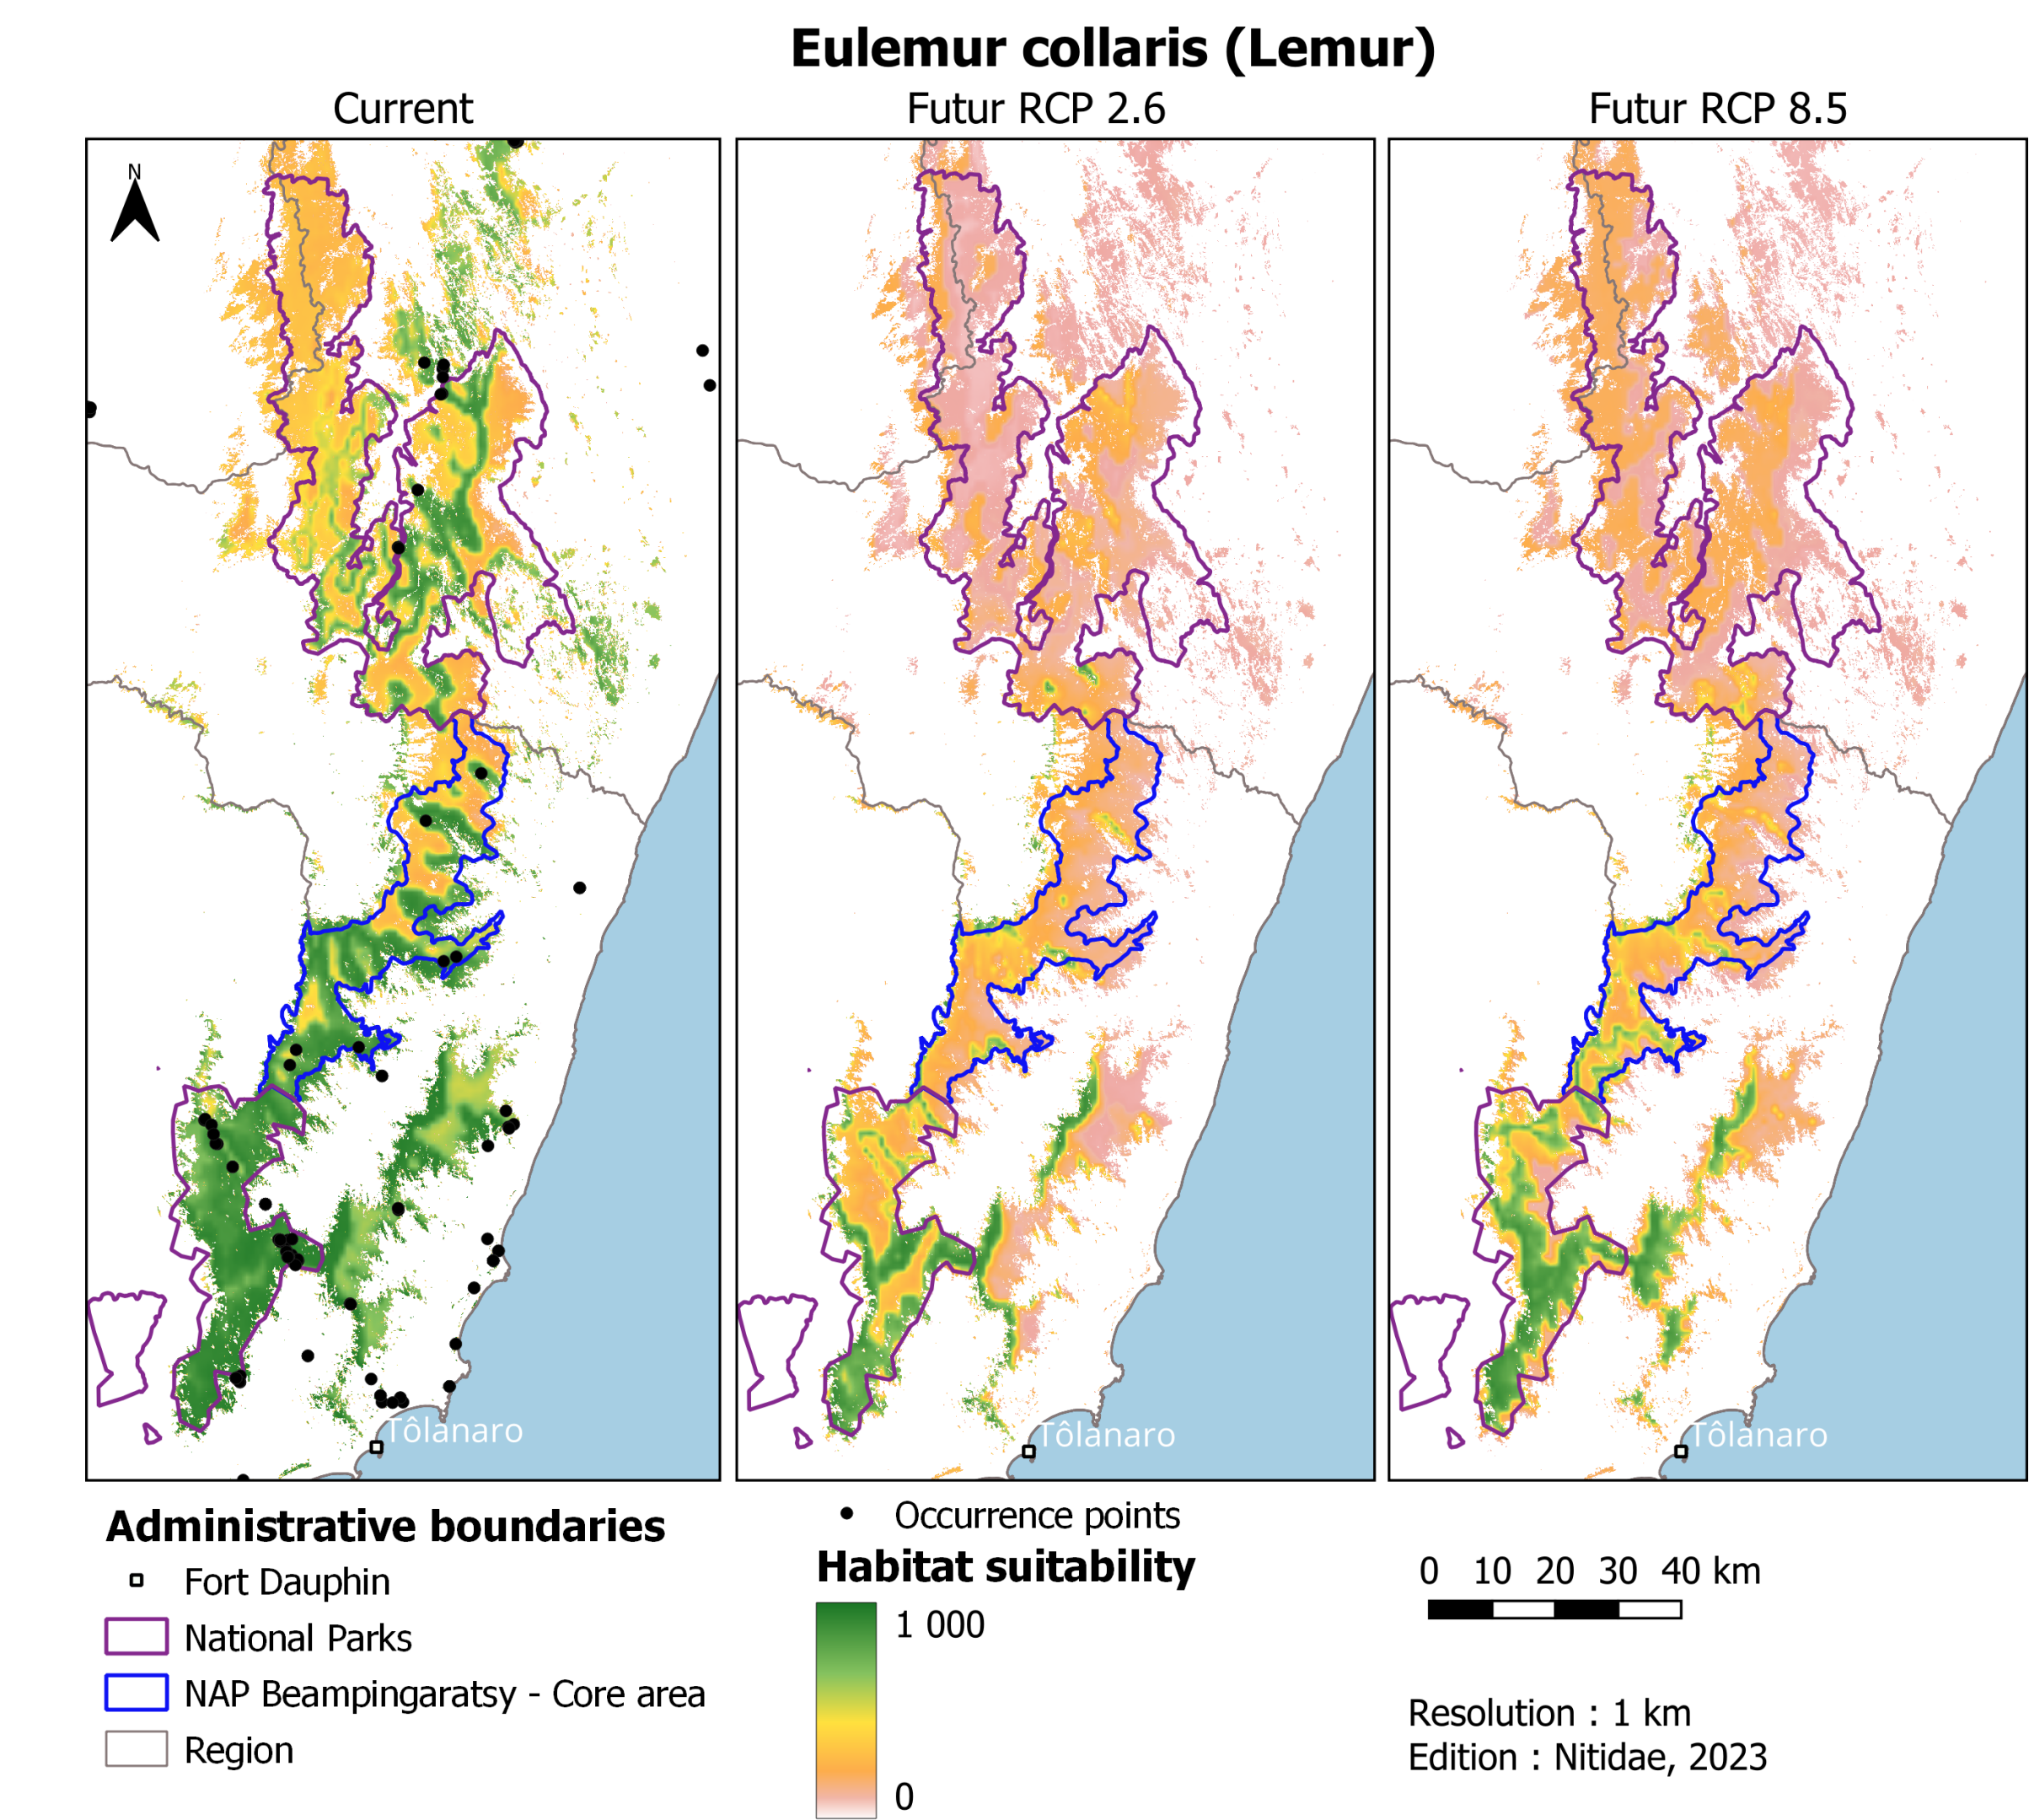 Eulemur collaris (Lemur)
Current
Futur RCP 2.6
Futur RCP 8.5
N
Tôlanaro
Tôlanaro
Tôlanaro
Administrative boundaries
Fort Dauphin
National Parks
NAP Beampingaratsy - Core area
Region
Occurrence points
Habitat suitability
1 000
0
0 10 20 30 40 km
Resolution : 1 km
Edition : Nitidae, 2023